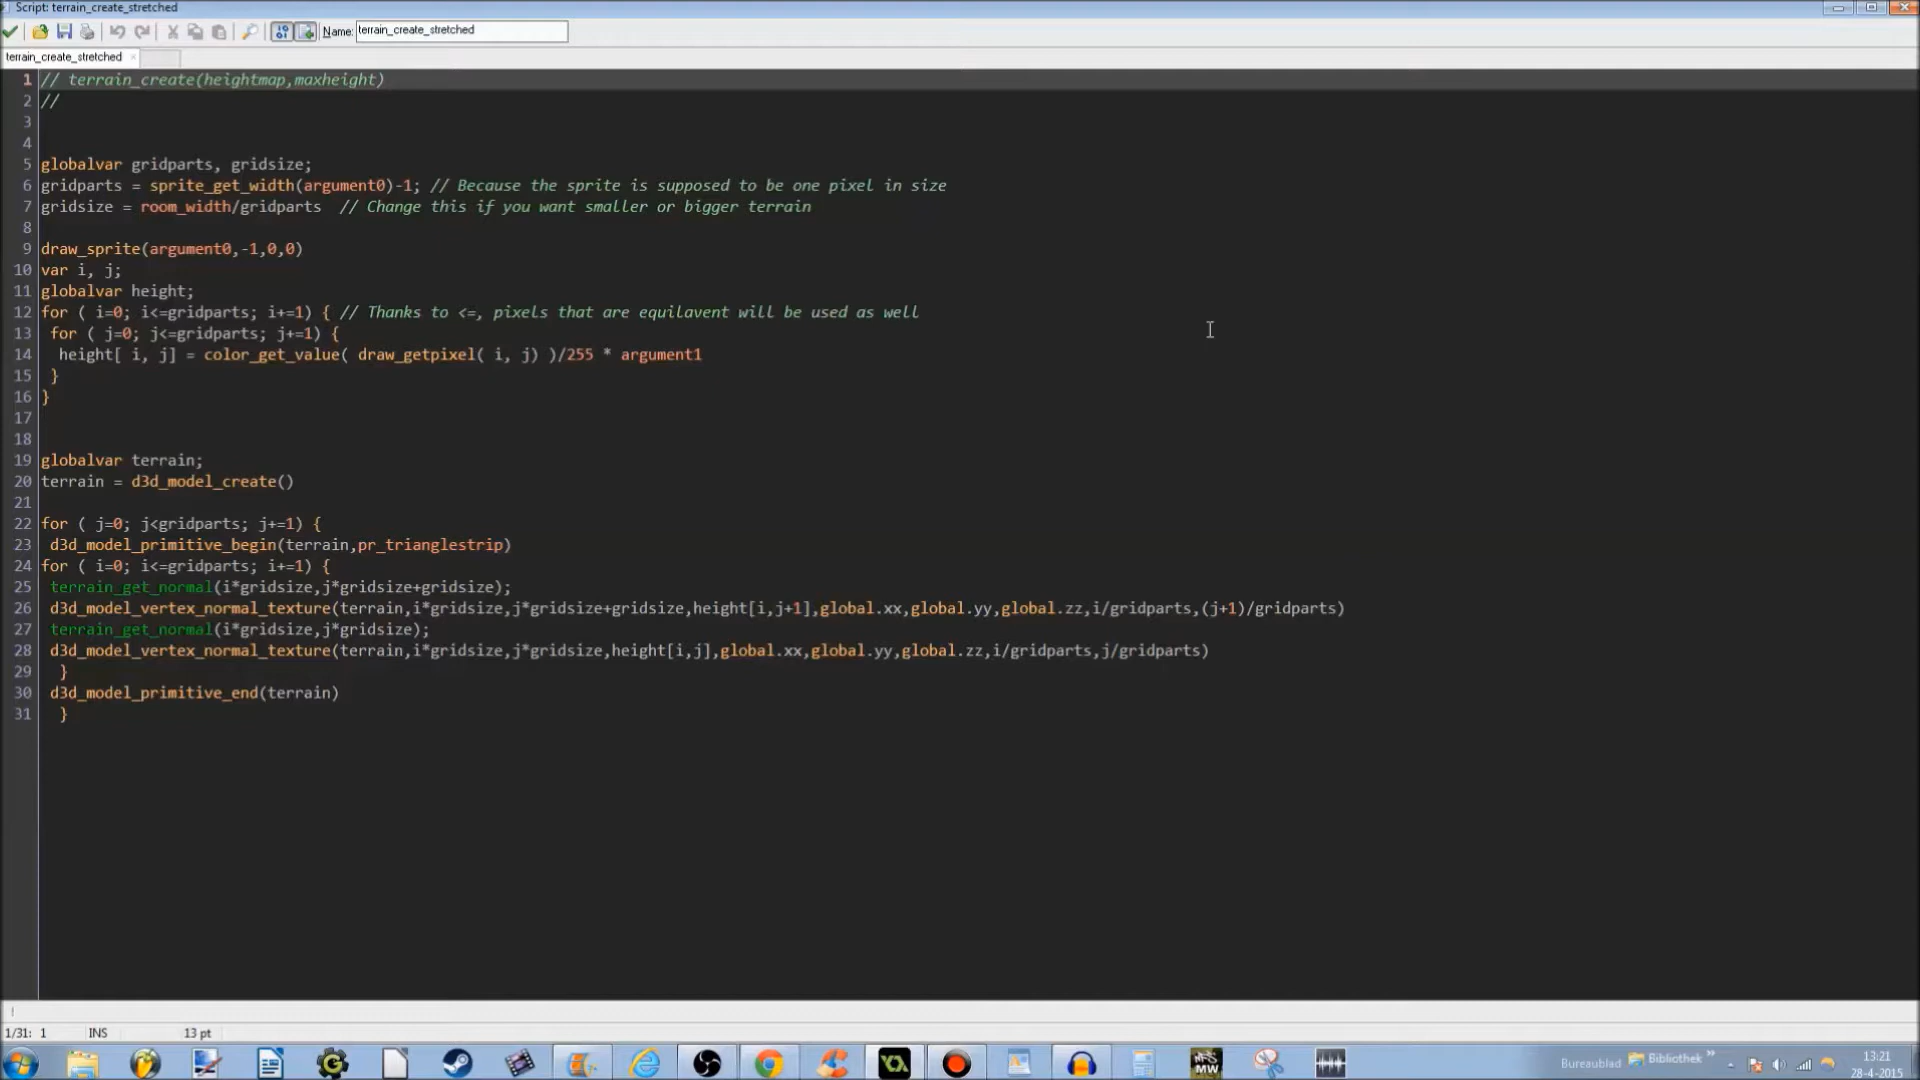 Script: terrain_create_stretched
Name: terrain_create_stretched
terrain_create_stretched
1 // terrain_create(heightmap,maxheight)
2 //
3
4
5 globalvar gridparts, gridsize;
6 gridparts = sprite_get_width(argument0)-1; // Because the sprite is supposed to be one pixel in size
7 gridsize = room_width/gridparts  // Change this if you want smaller or bigger terrain
8
9 draw_sprite(argument0,-1,0,0)
10 var i, j;
11 globalvar height;
12 for ( i=0; i<=gridparts; i+=1) { // Thanks to <=, pixels that are equilavent will be used as well
13  for ( j=0; j<=gridparts; j+=1) {
14   height[ i, j] = color_get_value( draw_getpixel( i, j) )/255 * argument1
15  }
16 }
17
18
19 globalvar terrain;
20 terrain = d3d_model_create()
21
22 for ( j=0; j<gridparts; j+=1) {
23  d3d_model_primitive_begin(terrain,pr_trianglestrip)
24 for ( i=0; i<=gridparts; i+=1) {
25  terrain_get_normal(i*gridsize,j*gridsize+gridsize);
26  d3d_model_vertex_normal_texture(terrain,i*gridsize,j*gridsize+gridsize,height[i,j+1],global.xx,global.yy,global.zz,i/gridparts,(j+1)/gridparts)
27  terrain_get_normal(i*gridsize,j*gridsize);
28  d3d_model_vertex_normal_texture(terrain,i*gridsize,j*gridsize,height[i,j],global.xx,global.yy,global.zz,i/gridparts,j/gridparts)
29   }
30  d3d_model_primitive_end(terrain)
31   }
1/31: 1 INS 13 pt
Bureaublad Bibliothek » 13:21
28-4-2015
MW